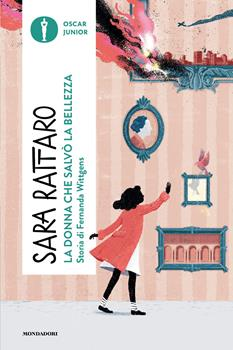 OSCAR
JUNIOR
SARA RATTARO
LA DONNA CHE SALVÒ LA BELLEZZA
Storia di Fernanda Wittgens
MONDADORI